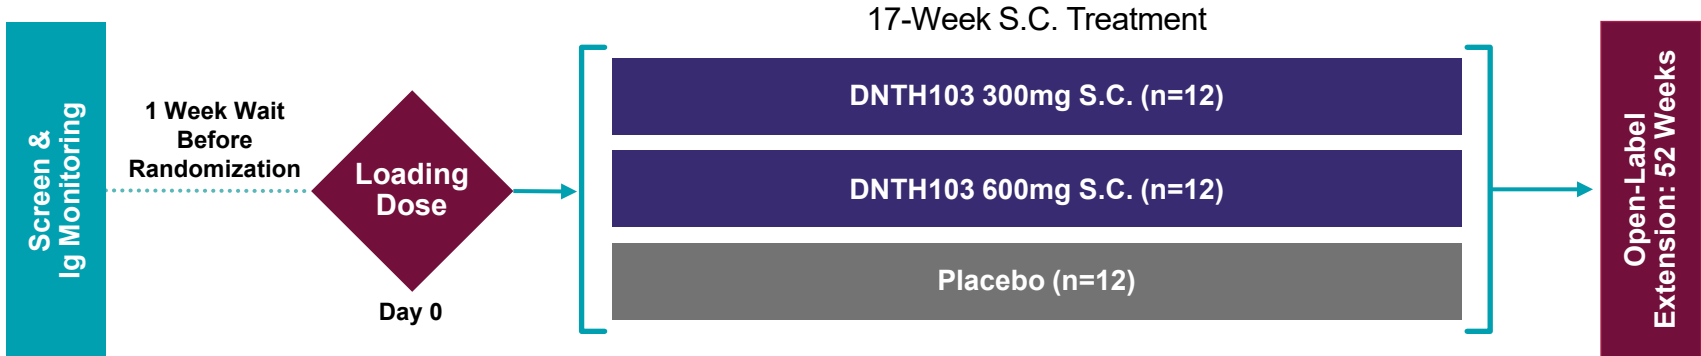 17-Week S.C. Treatment
Screen &
Ig Monitoring
1 Week Wait
Before
Randomization
Loading
Dose
Day 0
DNTH103 300mg S.C. (n=12)
DNTH103 600mg S.C. (n=12)
Placebo (n=12)
Open-Label
Extension: 52 Weeks